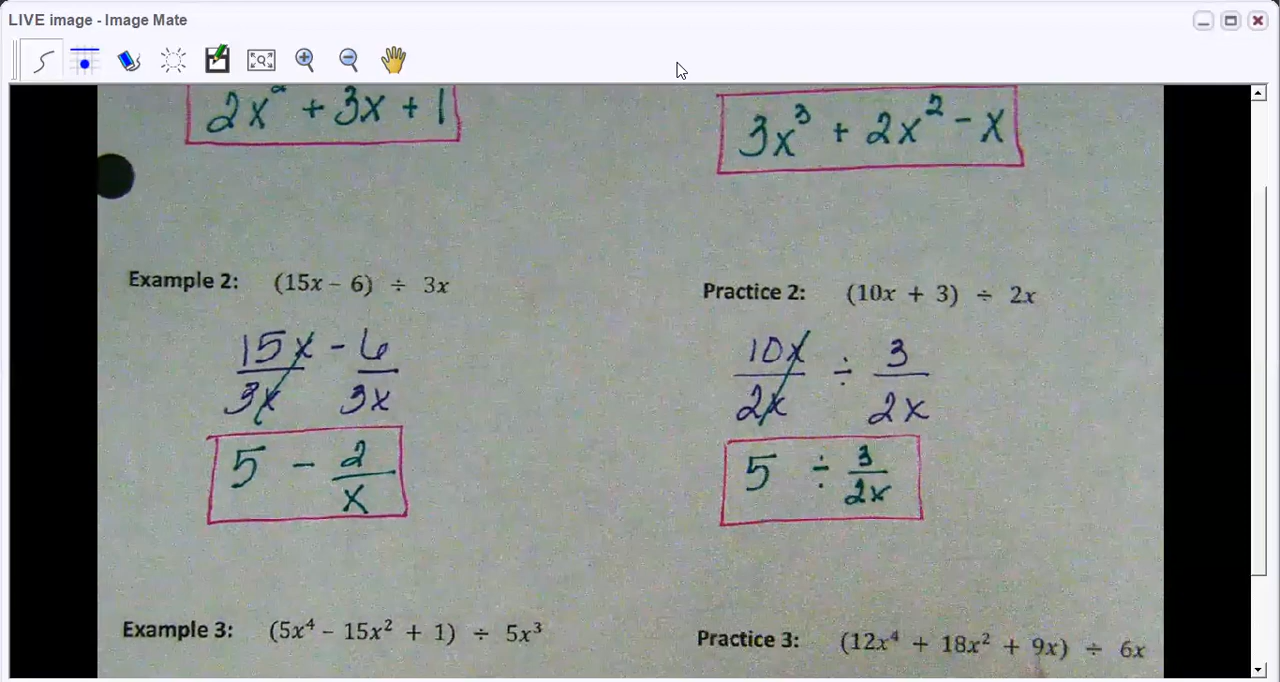 LIVE image - Image Mate
2x² + 3x + 1
3x³ + 2x² - x
Example 2: (15x − 6) ÷ 3x
15x/3x - 6/3x
5 - 2/x
Practice 2: (10x + 3) ÷ 2x
10x/2x ÷ 3/2x
5 ÷ 3/2x
Example 3: (5x⁴ − 15x² + 1) ÷ 5x³
Practice 3: (12x⁴ + 18x² + 9x) ÷ 6x